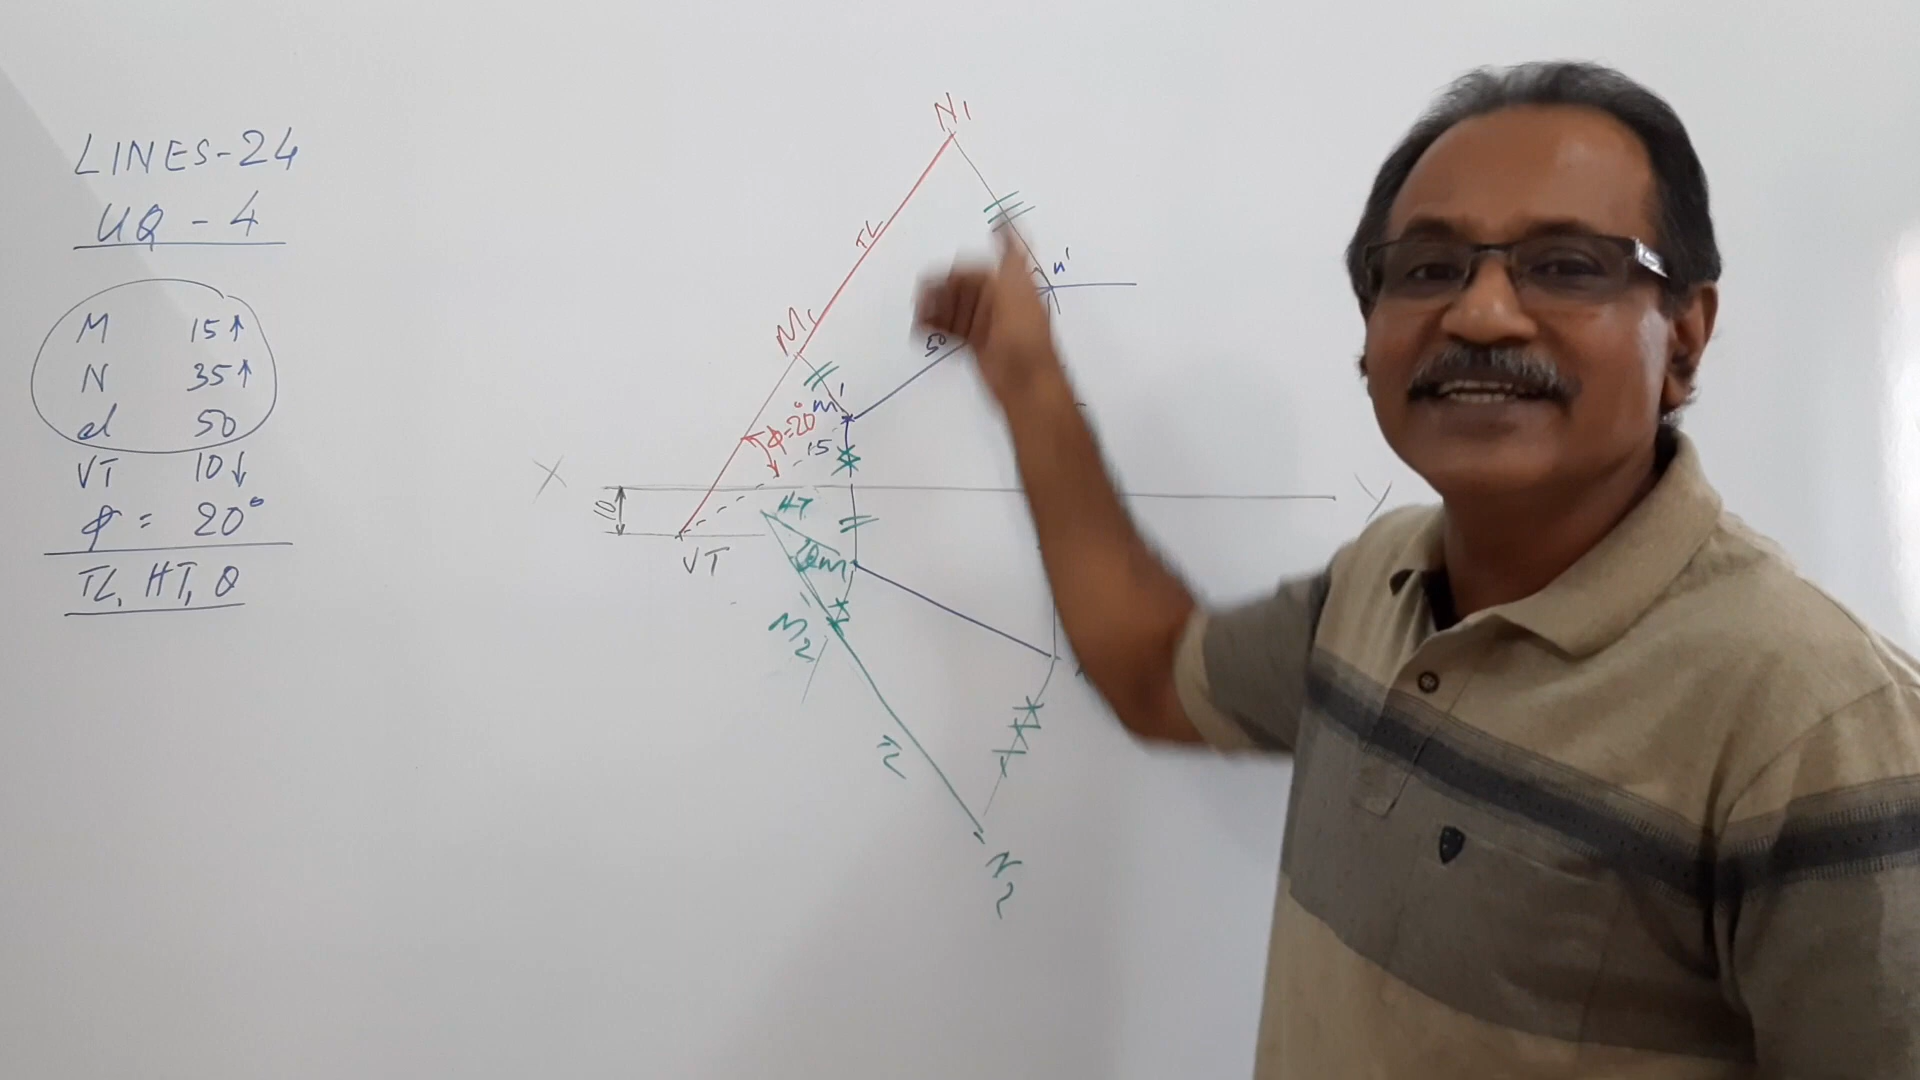 LINES-24
UQ - 4
M 15↑
N 35↑
d 50
VT 10↓
φ = 20°
TL, HT, θ
N1
TL
n'
M1
50
m'
φ=20°
15
X
Y
10
HT
VT
θ m
M2
TL
N2